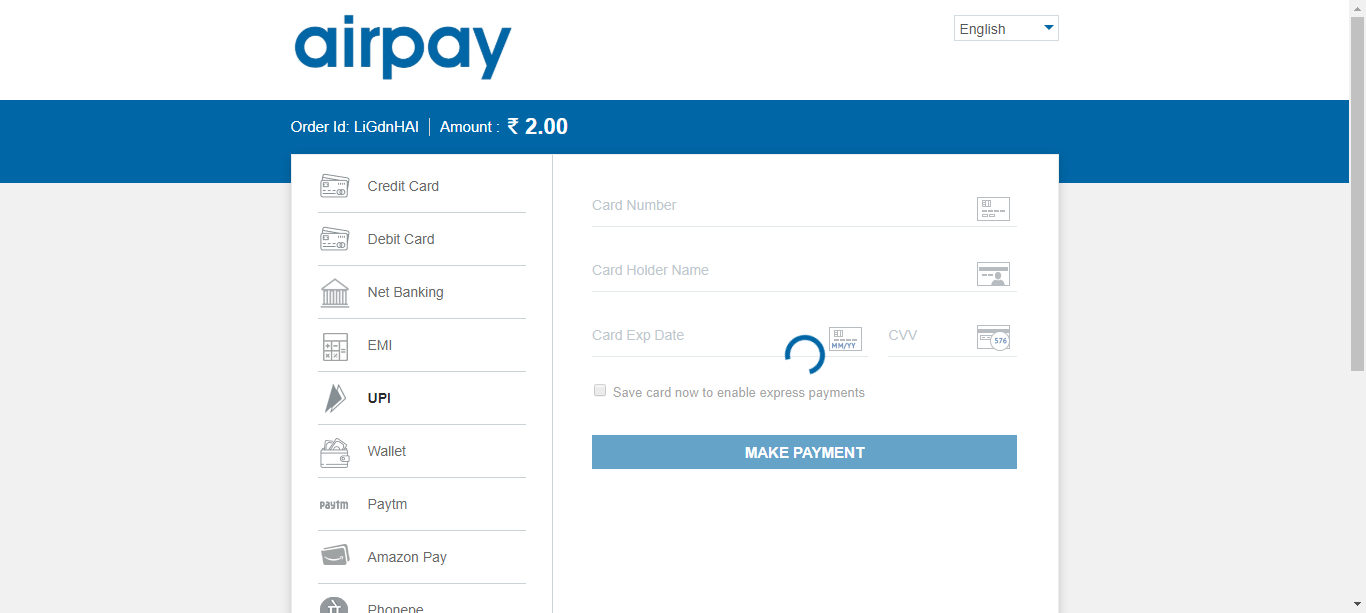 airpay
English
Order Id: LiGdnHAI Amount : ₹ 2.00
Credit Card
Debit Card
Net Banking
EMI
UPI
Wallet
paytm Paytm
Amazon Pay
Phonepe
Card Number
Card Holder Name
Card Exp Date MM/YY CVV 576
Save card now to enable express payments
MAKE PAYMENT